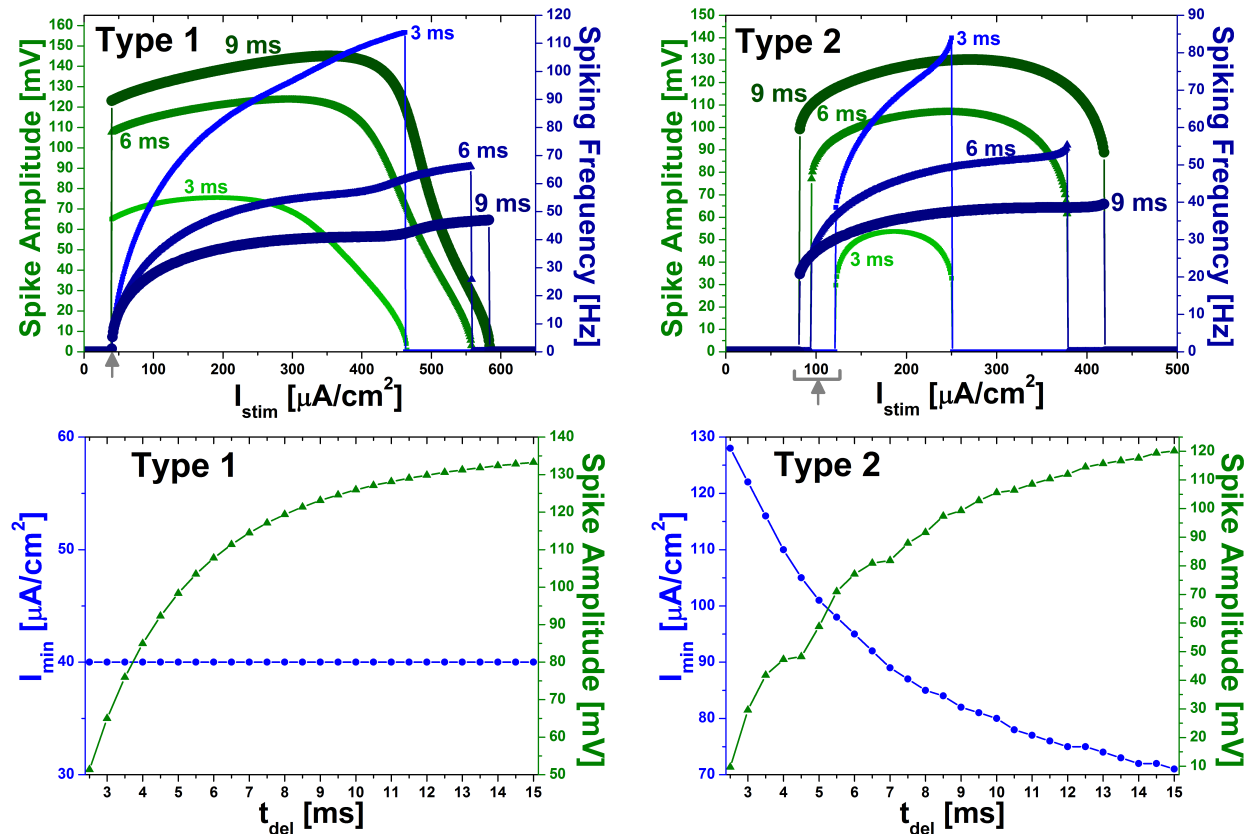 Type 1
9 ms
3 ms
6 ms
3 ms
6 ms
9 ms
Spike Amplitude [mV]
0
10
20
30
40
50
60
70
80
90
100
110
120
130
140
150
160
Spiking Frequency [Hz]
0
10
20
30
40
50
60
70
80
90
100
110
120
0 100 200 300 400 500 600
I_stim [μA/cm²]
Type 2
3 ms
9 ms
6 ms
6 ms
9 ms
3 ms
Spike Amplitude [mV]
0
10
20
30
40
50
60
70
80
90
100
110
120
130
140
150
Spiking Frequency [Hz]
0
10
20
30
40
50
60
70
80
90
0 100 200 300 400 500
I_stim [μA/cm²]
Type 1
I_min [μA/cm²]
30
40
50
60
Spike Amplitude [mV]
50
60
70
80
90
100
110
120
130
140
3 4 5 6 7 8 9 10 11 12 13 14 15
t_del [ms]
Type 2
I_min [μA/cm²]
70
80
90
100
110
120
130
Spike Amplitude [mV]
10
20
30
40
50
60
70
80
90
100
110
120
3 4 5 6 7 8 9 10 11 12 13 14 15
t_del [ms]